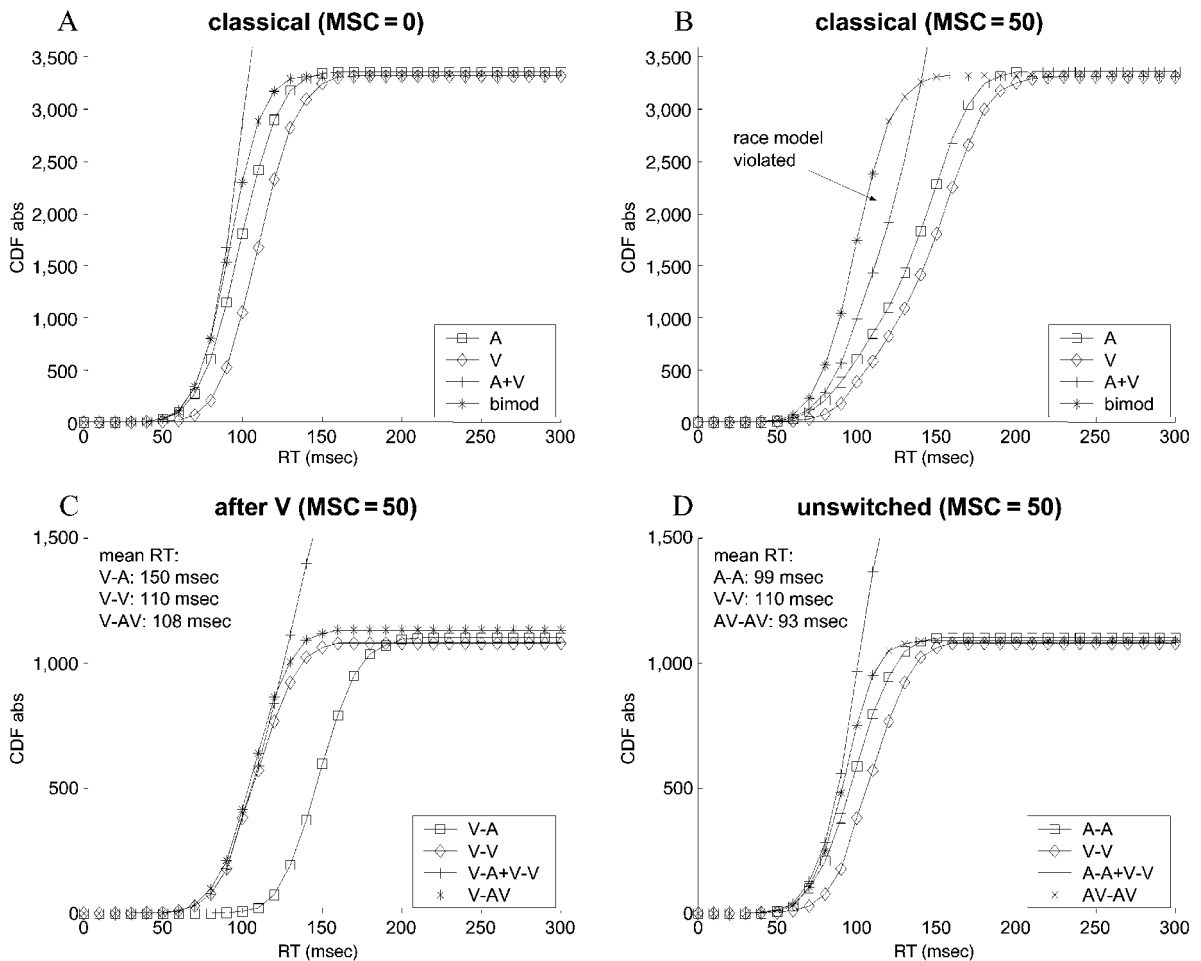 A
classical (MSC = 0)
3,500
3,000
2,500
2,000
1,500
1,000
500
0
CDF abs
0 50 100 150 200 250 300
RT (msec)
A
V
A+V
bimod
B
classical (MSC = 50)
3,500
3,000
2,500
2,000
1,500
1,000
500
0
CDF abs
race model
violated
0 50 100 150 200 250 300
RT (msec)
A
V
A+V
bimod
C
after V (MSC = 50)
1,500
1,000
500
0
CDF abs
mean RT:
V-A: 150 msec
V-V: 110 msec
V-AV: 108 msec
0 50 100 150 200 250 300
RT (msec)
V-A
V-V
V-A+V-V
V-AV
D
unswitched (MSC = 50)
1,500
1,000
500
0
CDF abs
mean RT:
A-A: 99 msec
V-V: 110 msec
AV-AV: 93 msec
0 50 100 150 200 250 300
RT (msec)
A-A
V-V
A-A+V-V
AV-AV